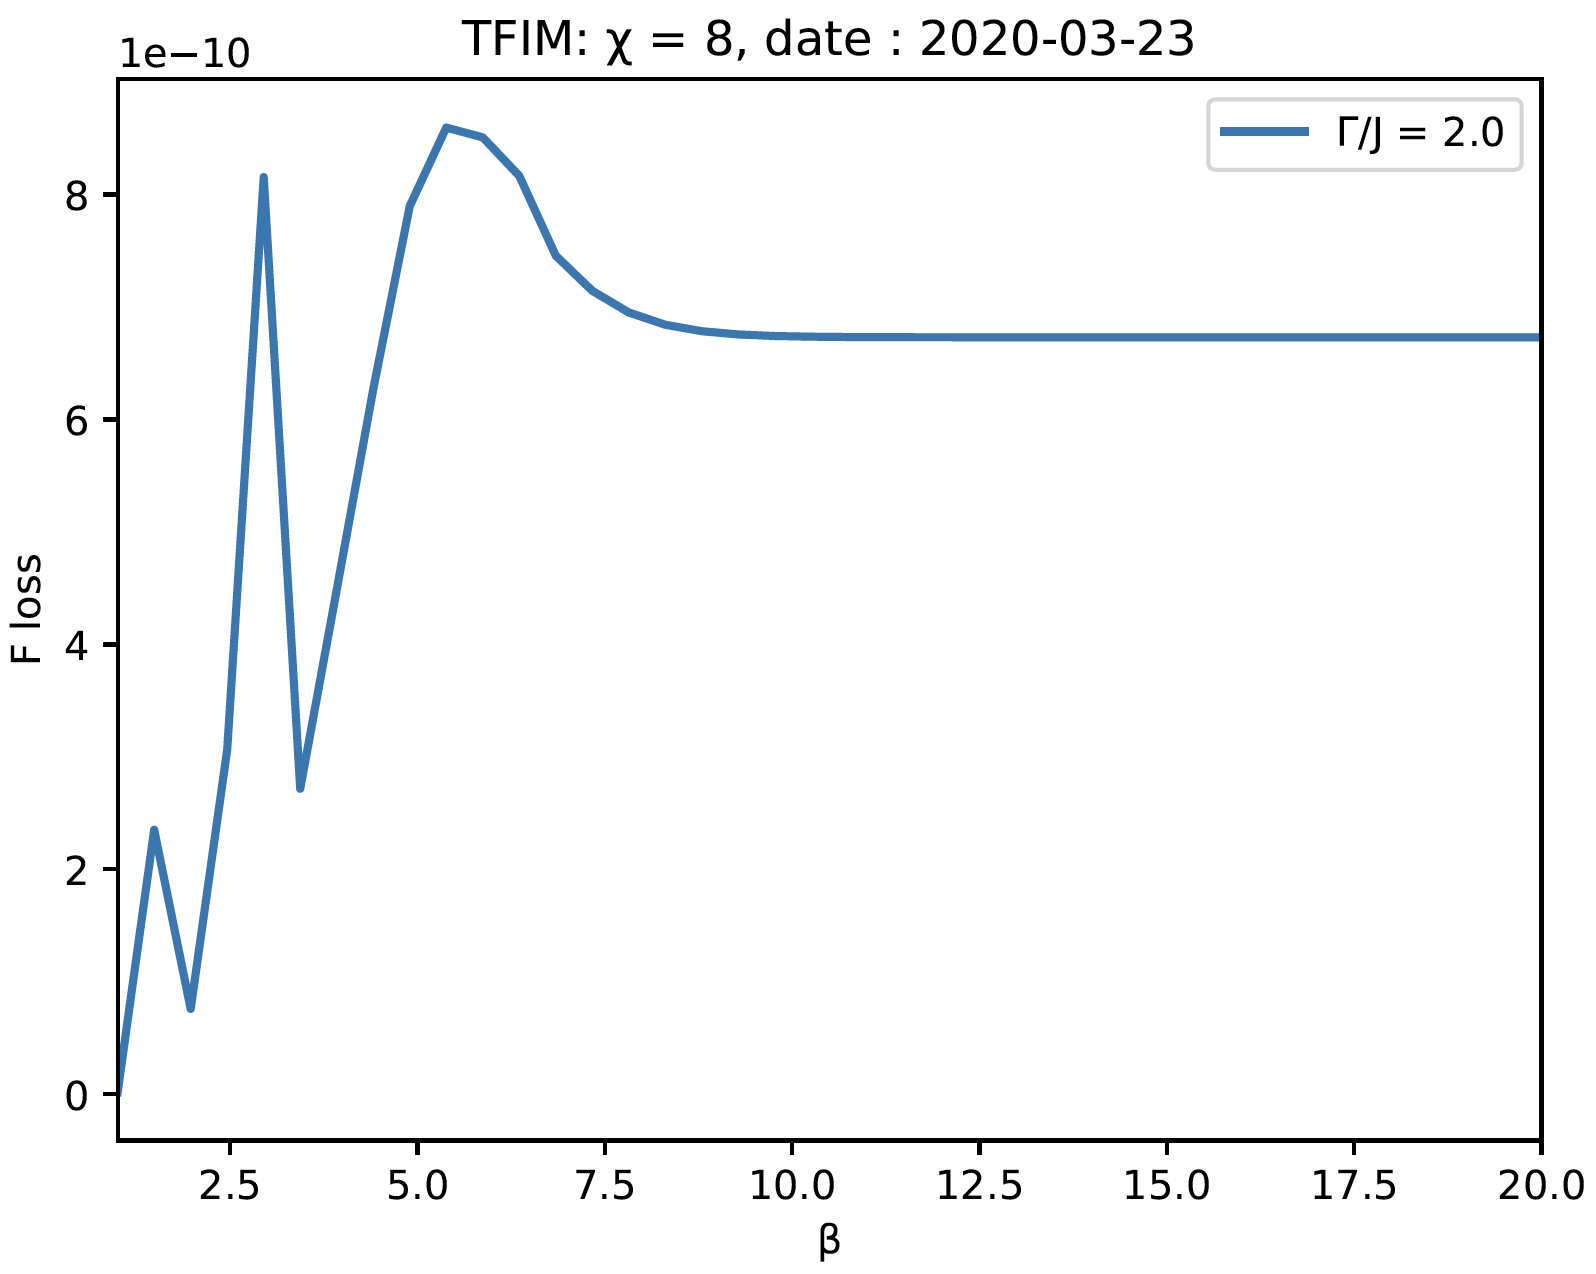 TFIM: χ = 8, date : 2020-03-23
1e−10
Γ/J = 2.0
8
6
4
2
0
F loss
2.5 5.0 7.5 10.0 12.5 15.0 17.5 20.0
β